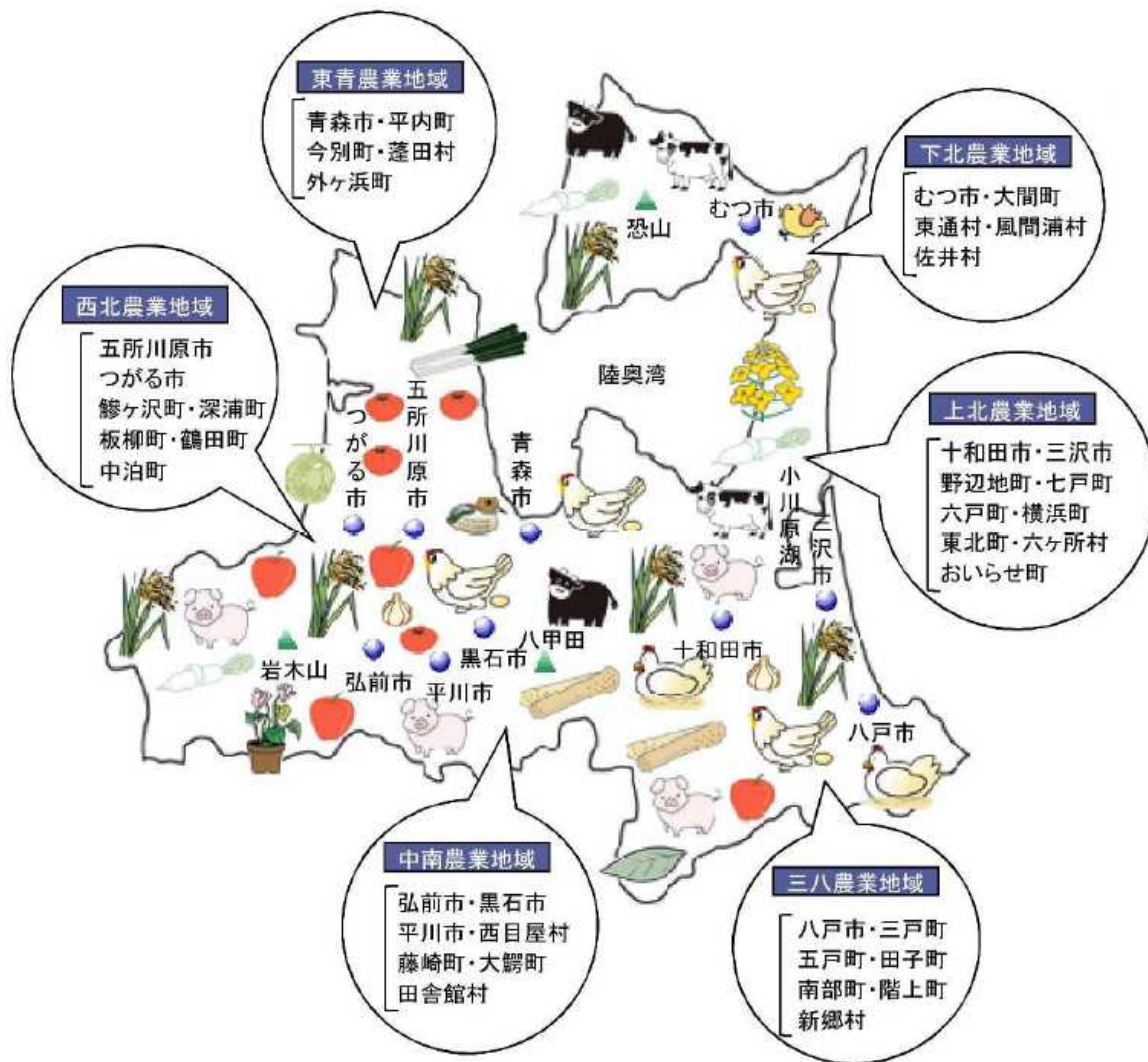 東青農業地域
青森市・平内町
今別町・蓬田村
外ヶ浜町
下北農業地域
むつ市・大間町
東通村・風間浦村
佐井村
西北農業地域
五所川原市
つがる市
鰺ヶ沢町・深浦町
板柳町・鶴田町
中泊町
上北農業地域
十和田市・三沢市
野辺地町・七戸町
六戸町・横浜町
東北町・六ヶ所村
おいらせ町
恐山
むつ市
陸奥湾
つがる市
五所川原市
青森市
小川原湖
三沢市
岩木山
弘前市
平川市
黒石市
八甲田
十和田市
八戸市
中南農業地域
弘前市・黒石市
平川市・西目屋村
藤崎町・大鰐町
田舎館村
三八農業地域
八戸市・三戸町
五戸町・田子町
南部町・階上町
新郷村